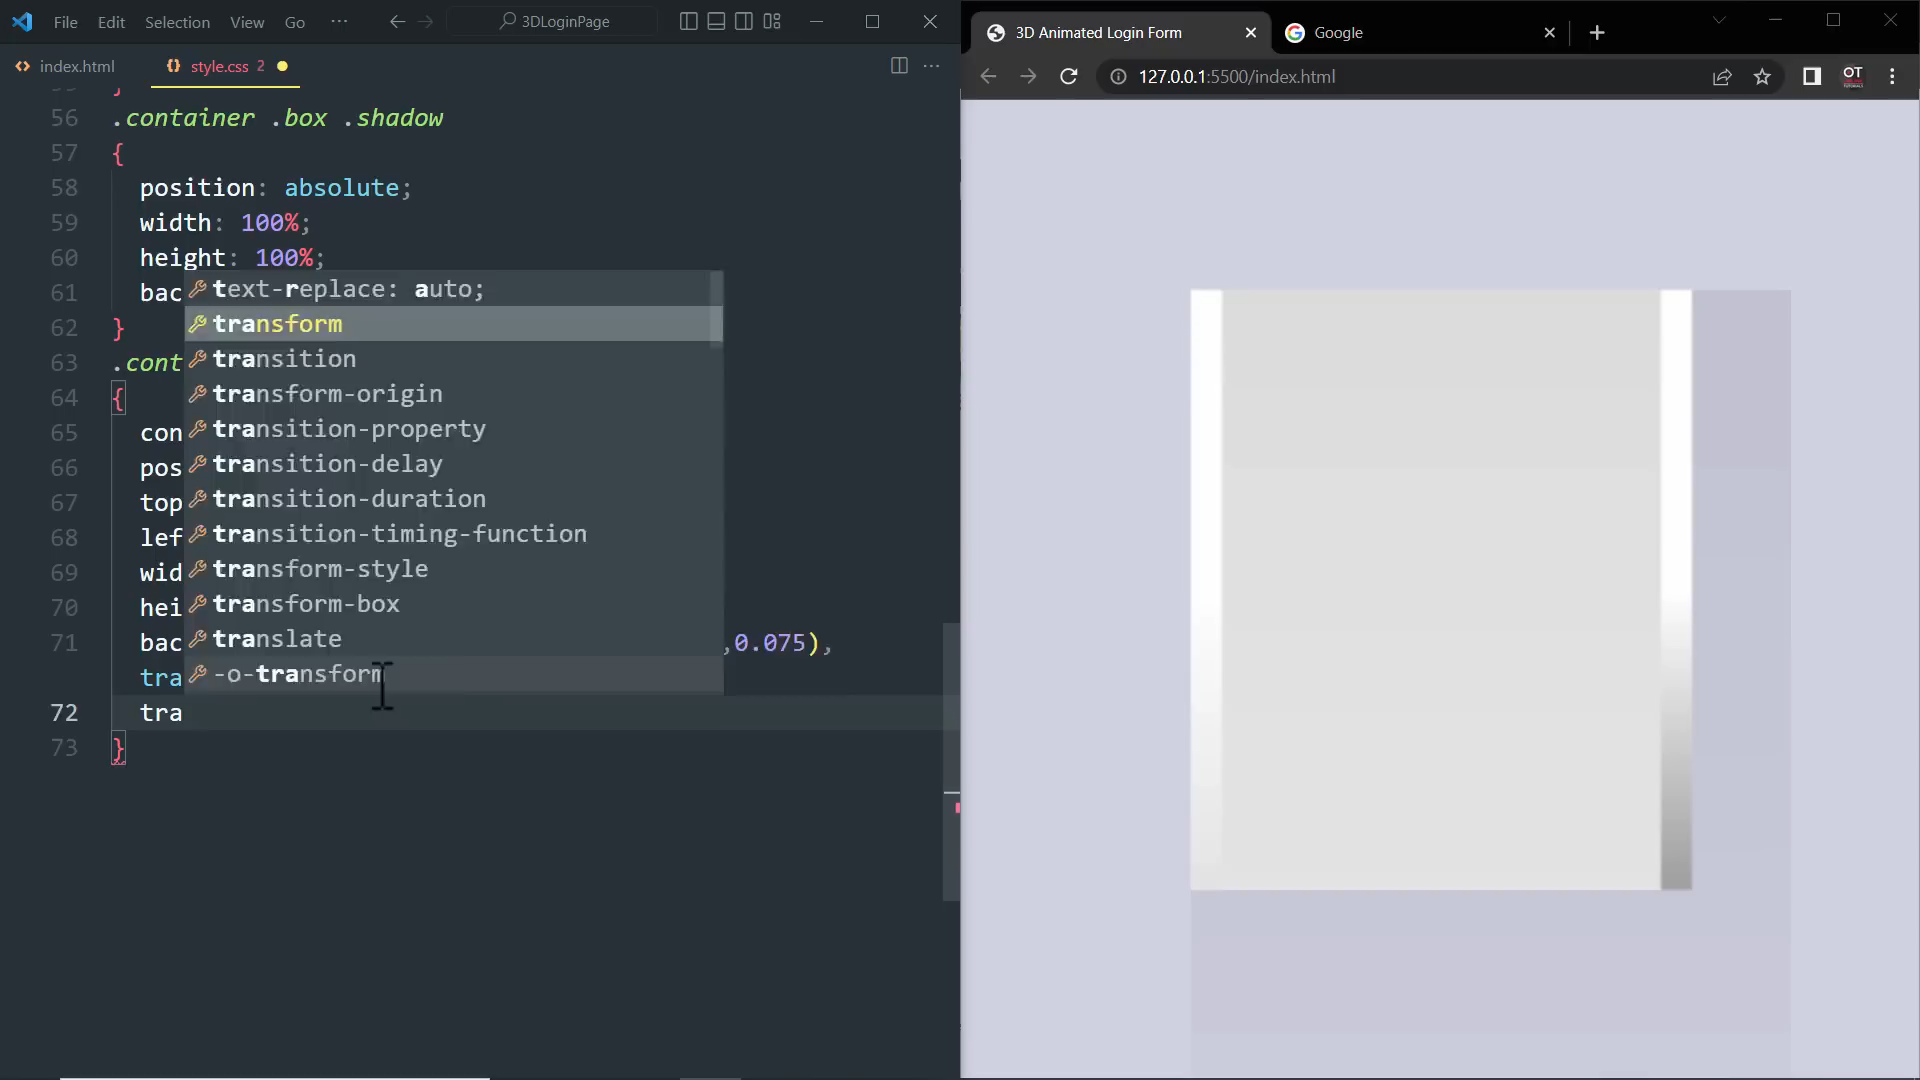 File Edit Selection View Go ··· 3DLoginPage
index.html style.css 2
56 .container .box .shadow
57 {
58 position: absolute;
59 width: 100%;
60 height: 100%;
61 bac
62 }
63 .cont
64 {
65 con
66 pos
67 top
68 lef
69 wid
70 hei
71 bac ,0.075),
tra
72 tra
73 }
text-replace: auto;
transform
transition
transform-origin
transition-property
transition-delay
transition-duration
transition-timing-function
transform-style
transform-box
translate
-o-transform
3D Animated Login Form Google
127.0.0.1:5500/index.html
OT